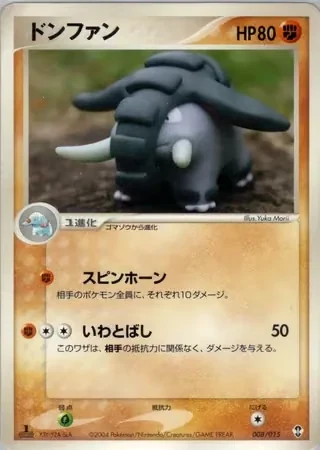 ドンファン HP80
Illus.Yuka Morii
1進化
ゴマゾウから進化
スピンホーン
相手のポケモン全員に、それぞれ10ダメージ。
いわとばし 50
このワザは、相手の抵抗力に関係なく、ダメージを与える。
弱点 抵抗力 にげる
©2004 Pokémon/Nintendo/Creatures/GAME FREAK. 008/015